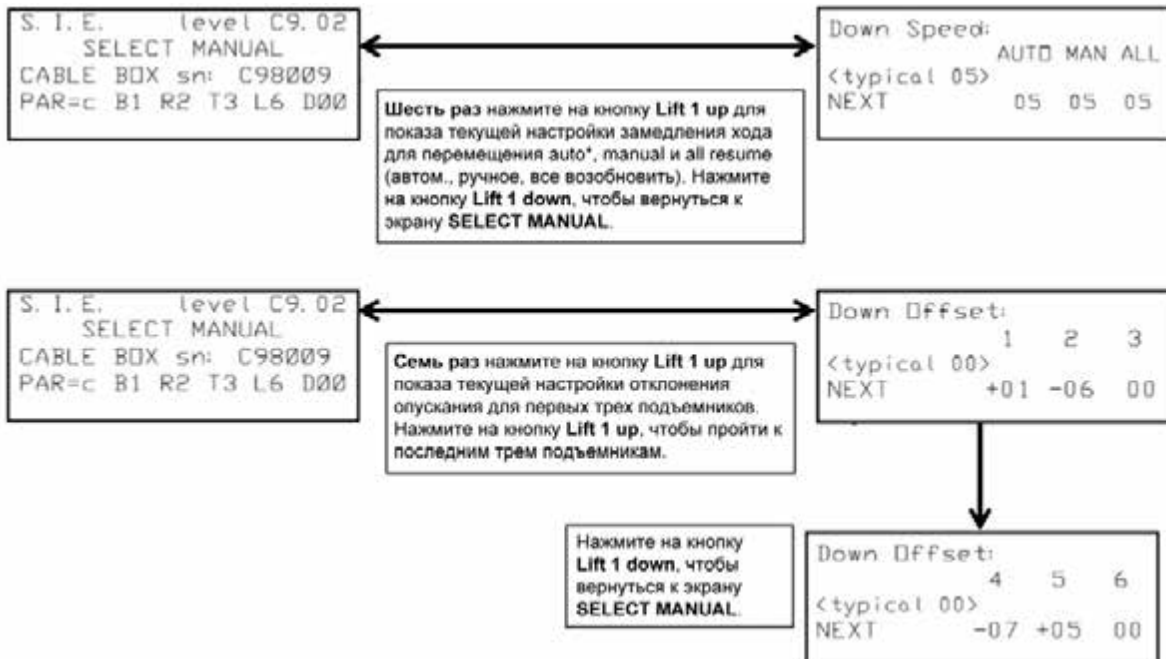 S. I. E. level C9.02
SELECT MANUAL
CABLE BOX sn: C98009
PAR=c B1 R2 T3 L6 D00
Down Speed:
AUTO MAN ALL
<typical 05>
NEXT 05 05 05
Шесть раз нажмите на кнопку Lift 1 up для
показа текущей настройки замедления хода
для перемещения auto*, manual и all resume
(автом., ручное, все возобновить). Нажмите
на кнопку Lift 1 down, чтобы вернуться к
экрану SELECT MANUAL.
S. I. E. level C9.02
SELECT MANUAL
CABLE BOX sn: C98009
PAR=c B1 R2 T3 L6 D00
Down Offset:
1 2 3
<typical 00>
NEXT +01 -06 00
Семь раз нажмите на кнопку Lift 1 up для
показа текущей настройки отклонения
опускания для первых трех подъемников.
Нажмите на кнопку Lift 1 up, чтобы пройти к
последним трем подъемникам.
Нажмите на кнопку
Lift 1 down, чтобы
вернуться к экрану
SELECT MANUAL.
Down Offset:
4 5 6
<typical 00>
NEXT -07 +05 00